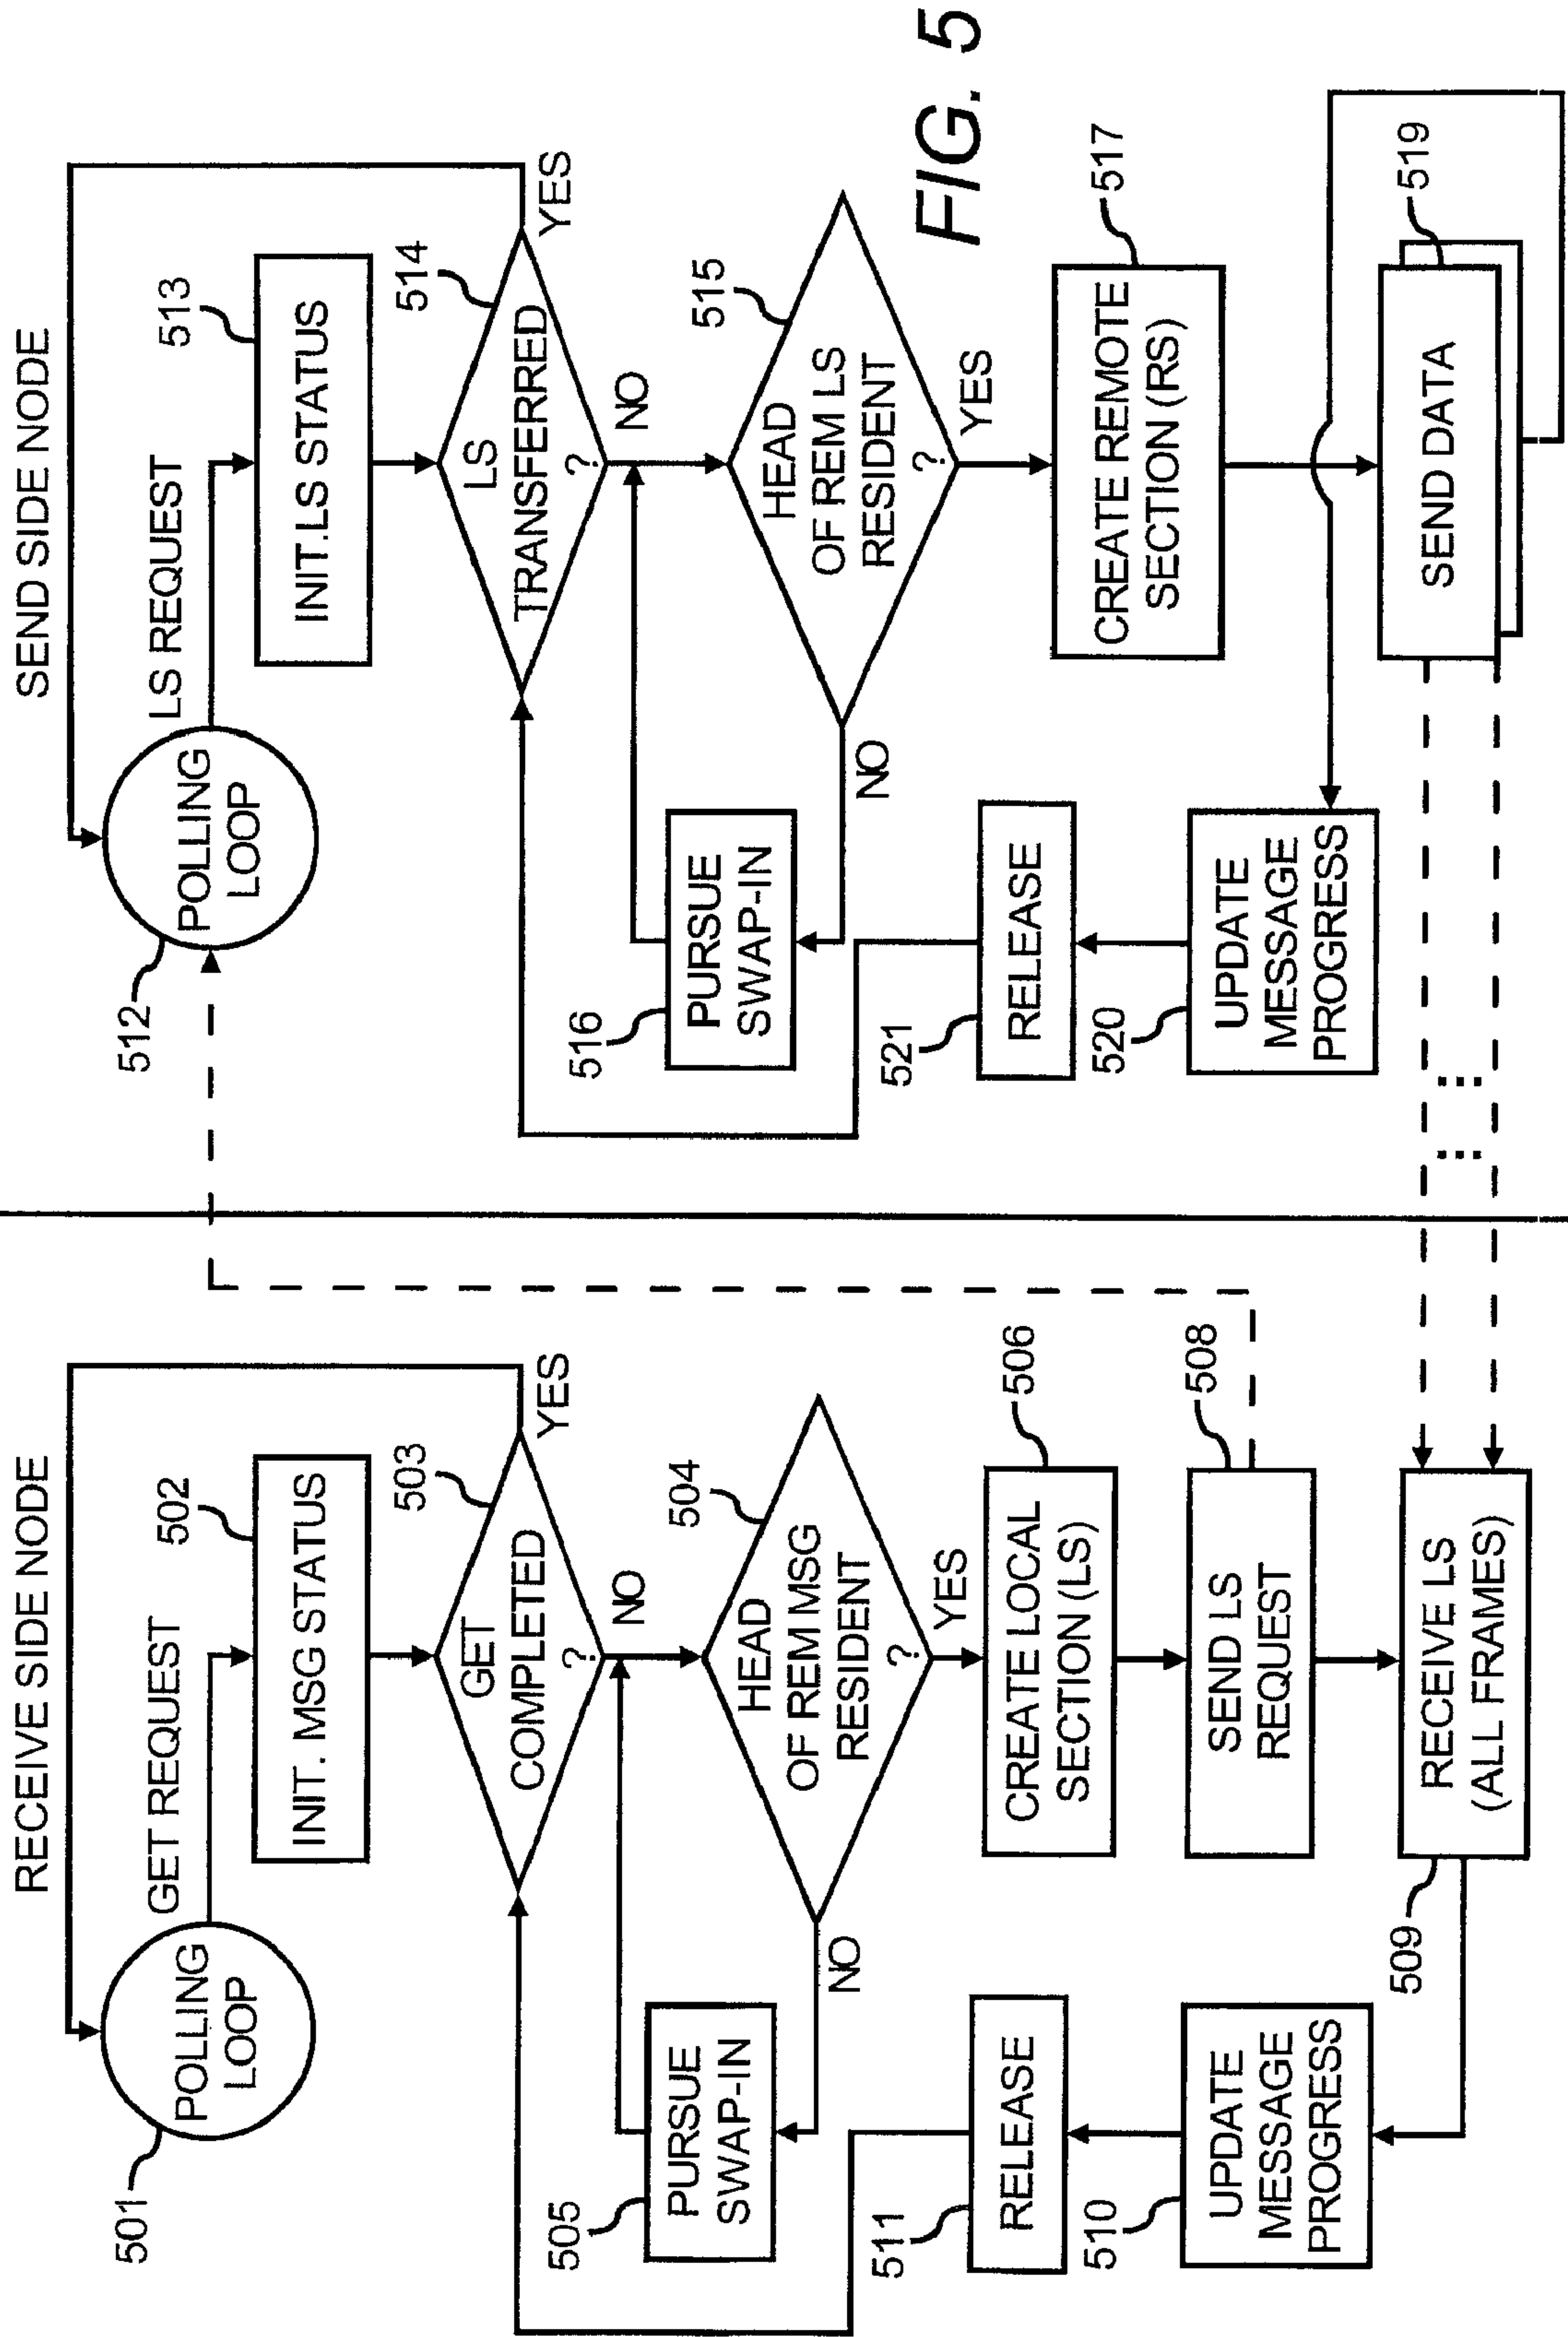 RECEIVE SIDE NODE
501
POLLING
LOOP
GET REQUEST
502
INIT. MSG STATUS
503
GET
COMPLETED
?
YES
NO
504
HEAD
OF REM MSG
RESIDENT
?
YES
NO
505
PURSUE
SWAP-IN
506
CREATE LOCAL
SECTION (LS)
508
SEND LS
REQUEST
509
RECEIVE LS
(ALL FRAMES)
510
UPDATE
MESSAGE
PROGRESS
511
RELEASE
SEND SIDE NODE
512
POLLING
LOOP
LS REQUEST
513
INIT.LS STATUS
514
LS
TRANSFERRED
?
YES
NO
515
HEAD
OF REM LS
RESIDENT
?
YES
NO
516
PURSUE
SWAP-IN
517
CREATE REMOTE
SECTION (RS)
519
SEND DATA
520
UPDATE
MESSAGE
PROGRESS
521
RELEASE
FIG. 5